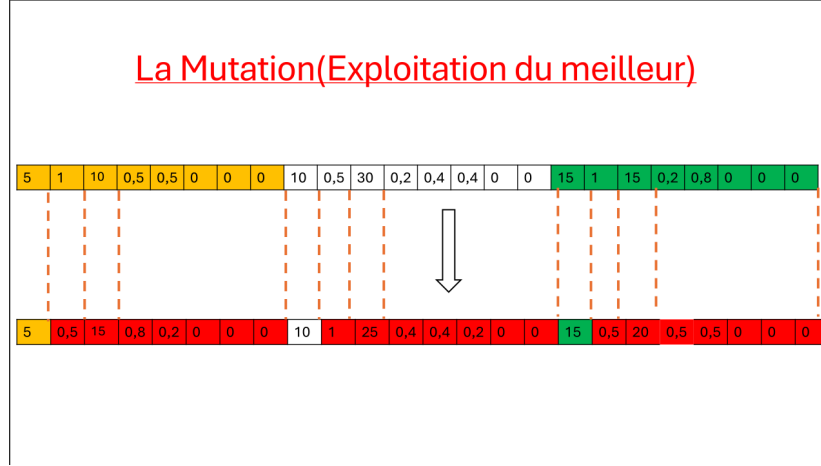 La Mutation(Exploitation du meilleur)
5 1 10 0,5 0,5 0 0 0 10 0,5 30 0,2 0,4 0,4 0 0 15 1 15 0,2 0,8 0 0 0
5 0,5 15 0,8 0,2 0 0 0 10 1 25 0,4 0,4 0,2 0 0 15 0,5 20 0,5 0,5 0 0 0